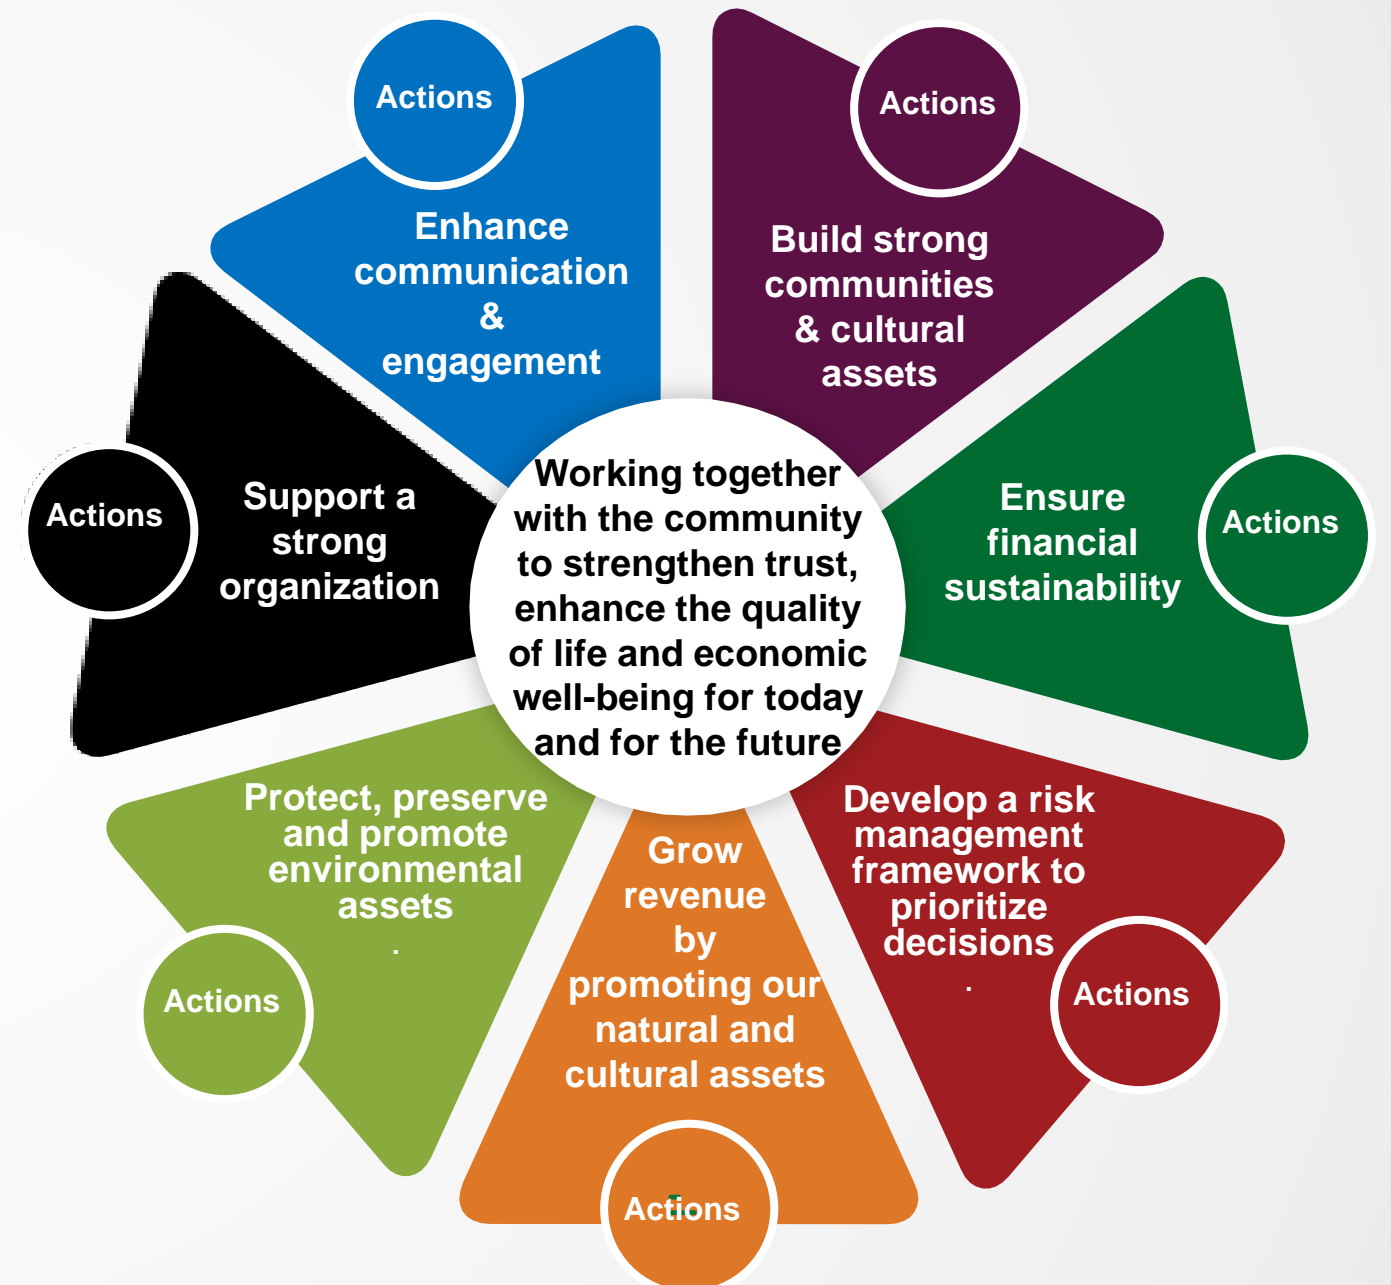 Actions
Enhance
communication
&
engagement
Actions
Build strong
communities
& cultural
assets
Actions
Support a
strong
organization
Working together
with the community
to strengthen trust,
enhance the quality
of life and economic
well-being for today
and for the future
Ensure
financial
sustainability
Actions
Protect, preserve
and promote
environmental
assets
.
Actions
Grow
revenue
by
promoting our
natural and
cultural assets
Actions
Develop a risk
management
framework to
prioritize
decisions
.
Actions